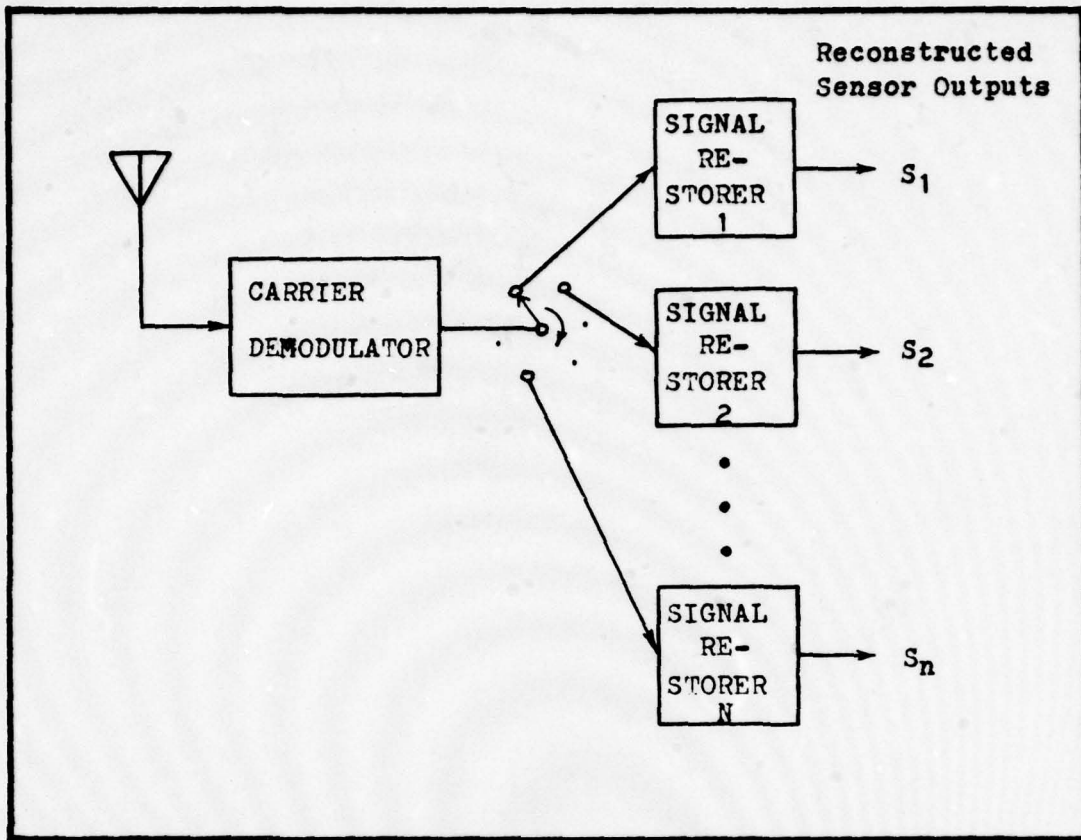 Reconstructed
Sensor Outputs
SIGNAL
RE-
STORER
1
S1
CARRIER
DEMODULATOR
SIGNAL
RE-
STORER
2
S2
SIGNAL
RE-
STORER
N
Sn